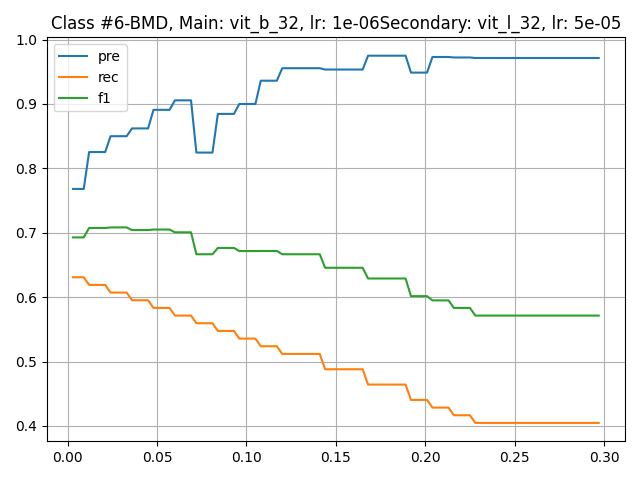 Class #6-BMD, Main: vit_b_32, lr: 1e-06Secondary: vit_l_32, lr: 5e-05
1.0
0.9
0.8
0.7
0.6
0.5
0.4
pre
rec
f1
0.00 0.05 0.10 0.15 0.20 0.25 0.30